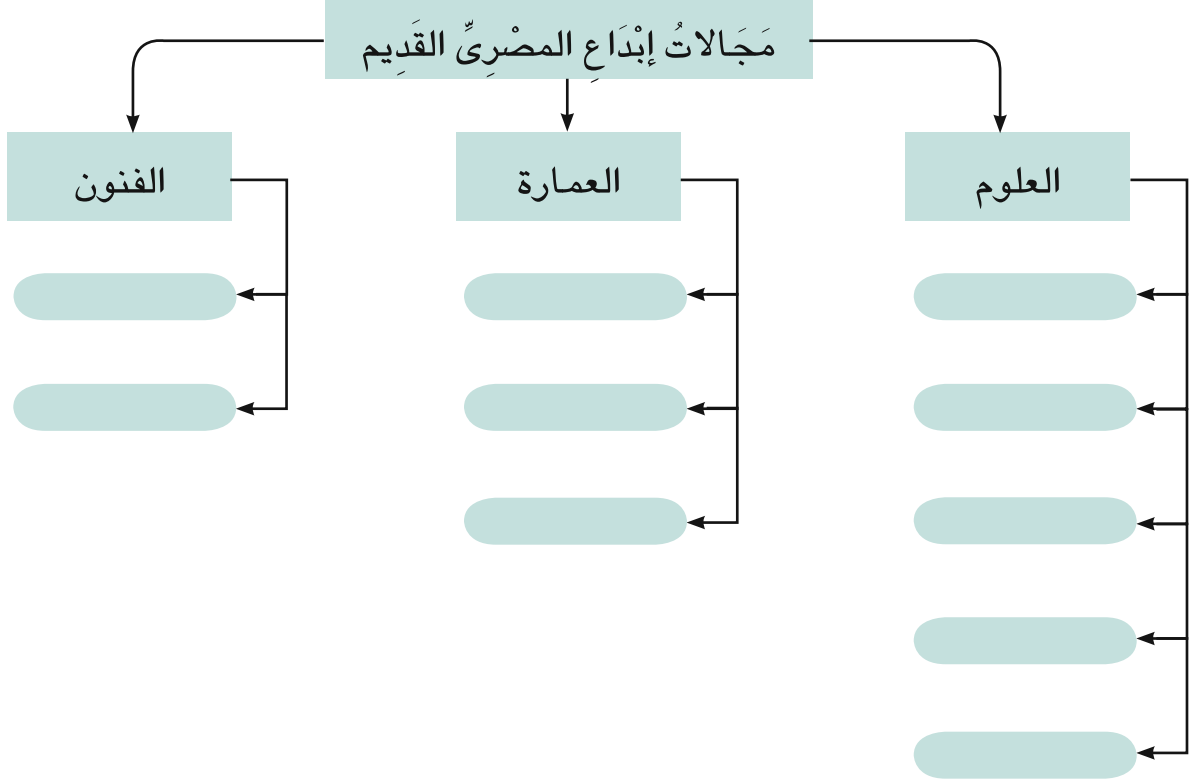 مَجَالاتُ إبْدَاعِ المصْرِىِّ القَدِيم
العلوم
العمارة
الفنون